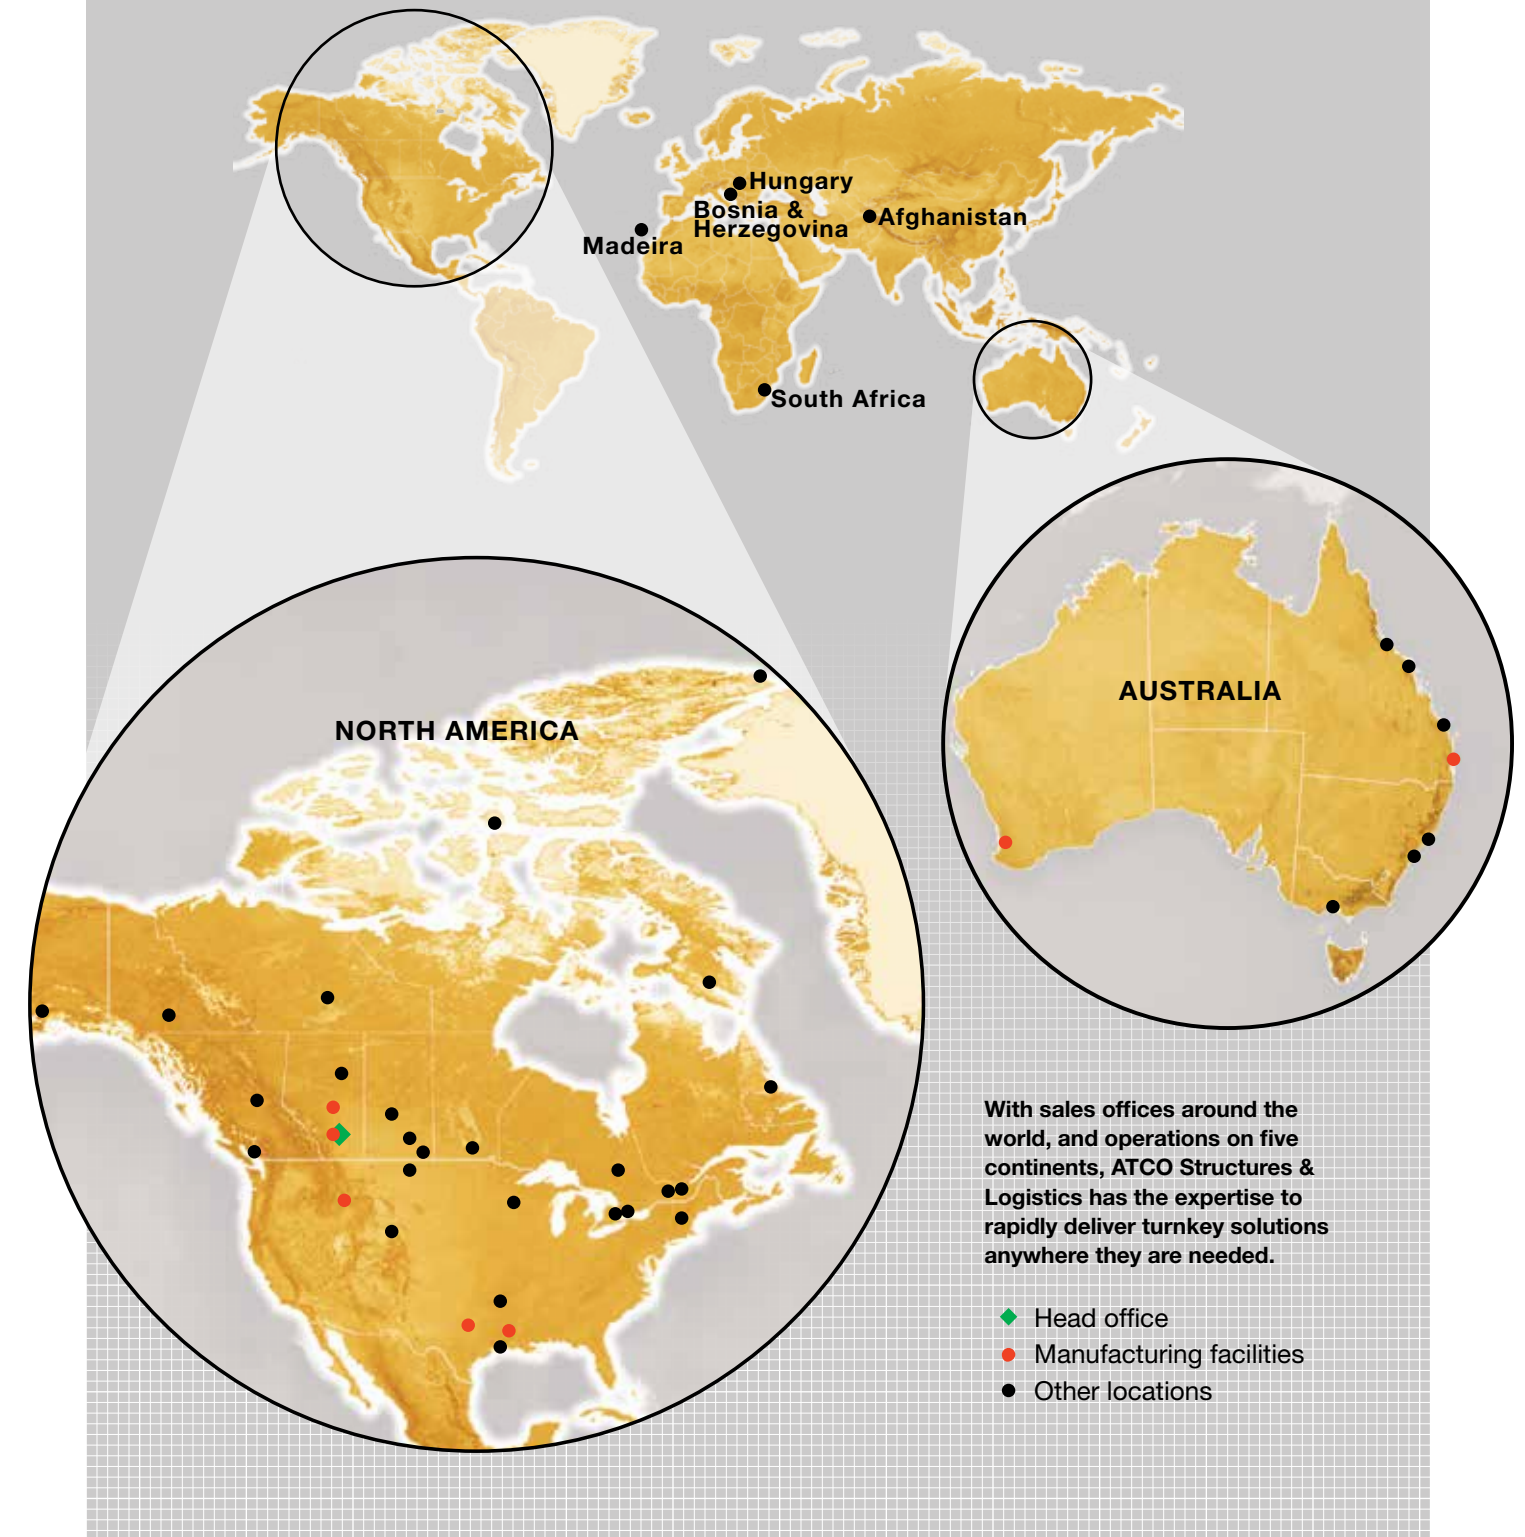 Hungary
Bosnia &
Herzegovina
Afghanistan
Madeira
South Africa
NORTH AMERICA
AUSTRALIA
With sales offices around the
world, and operations on five
continents, ATCO Structures &
Logistics has the expertise to
rapidly deliver turnkey solutions
anywhere they are needed.
Head office
Manufacturing facilities
Other locations